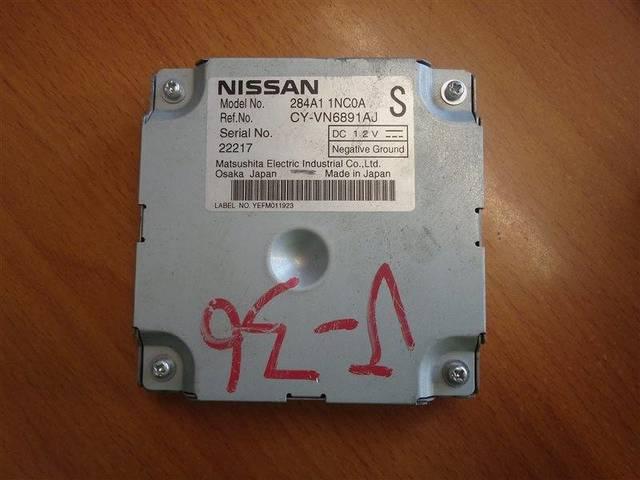 NISSAN
Model No. 284A1 1NC0A
S
Ref.No. CY-VN6891AJ
Serial No.
22217
DC 12V
Negative Ground
Matsushita Electric Industrial Co.,Ltd.
Osaka Japan Made in Japan
LABEL NO. YEFM011923